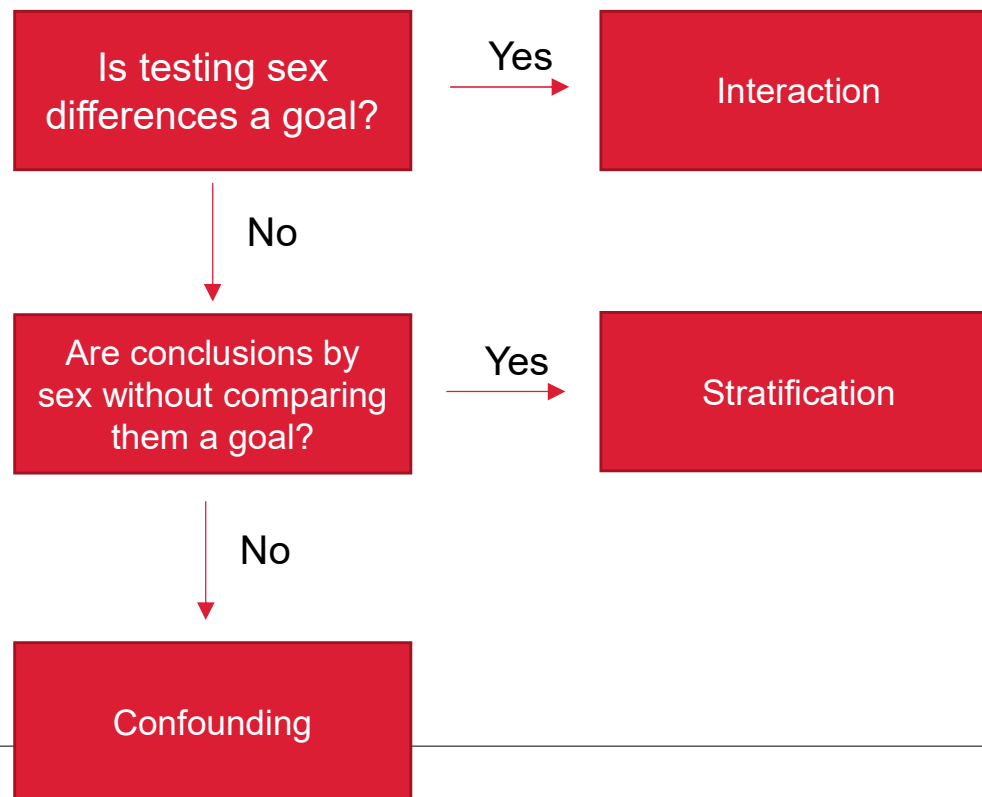 Is testing sex
differences a goal?
Yes
Interaction
No
Are conclusions by
sex without comparing
them a goal?
Yes
Stratification
No
Confounding